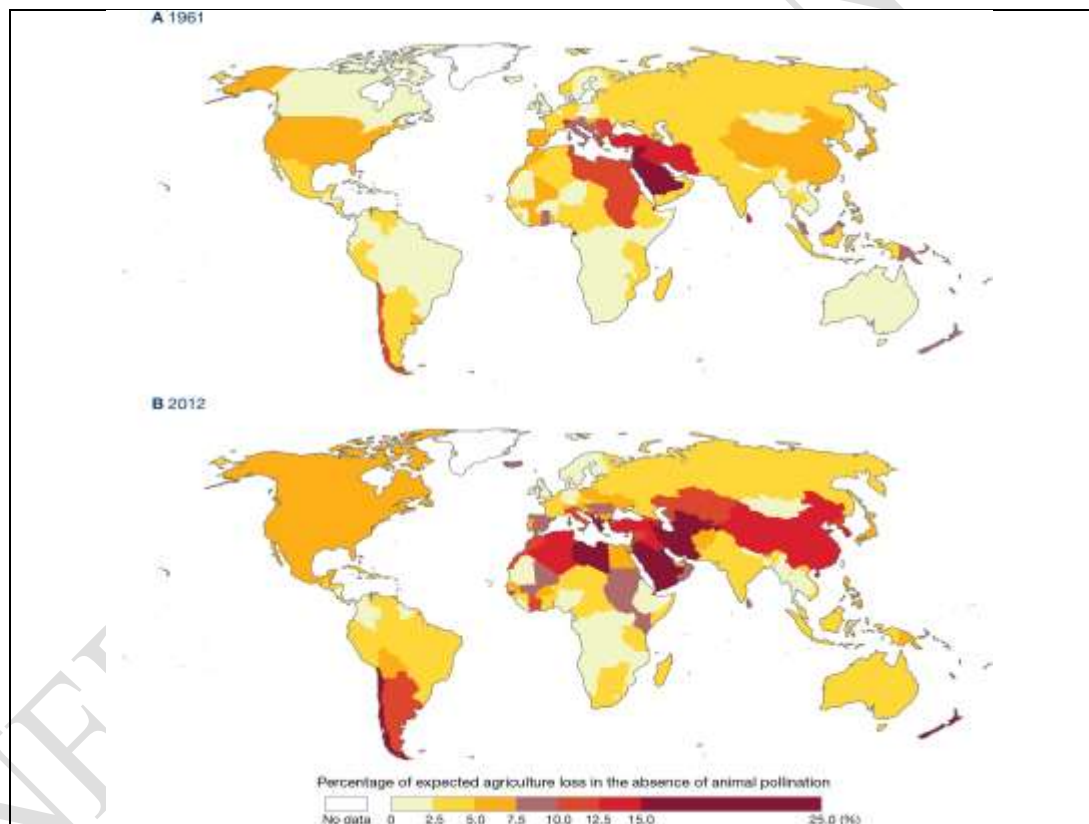 A 1961
B 2012
Percentage of expected agriculture loss in the absence of animal pollination
No data 0 2.5 5.0 7.5 10.0 12.5 15.0 25.0 (%)